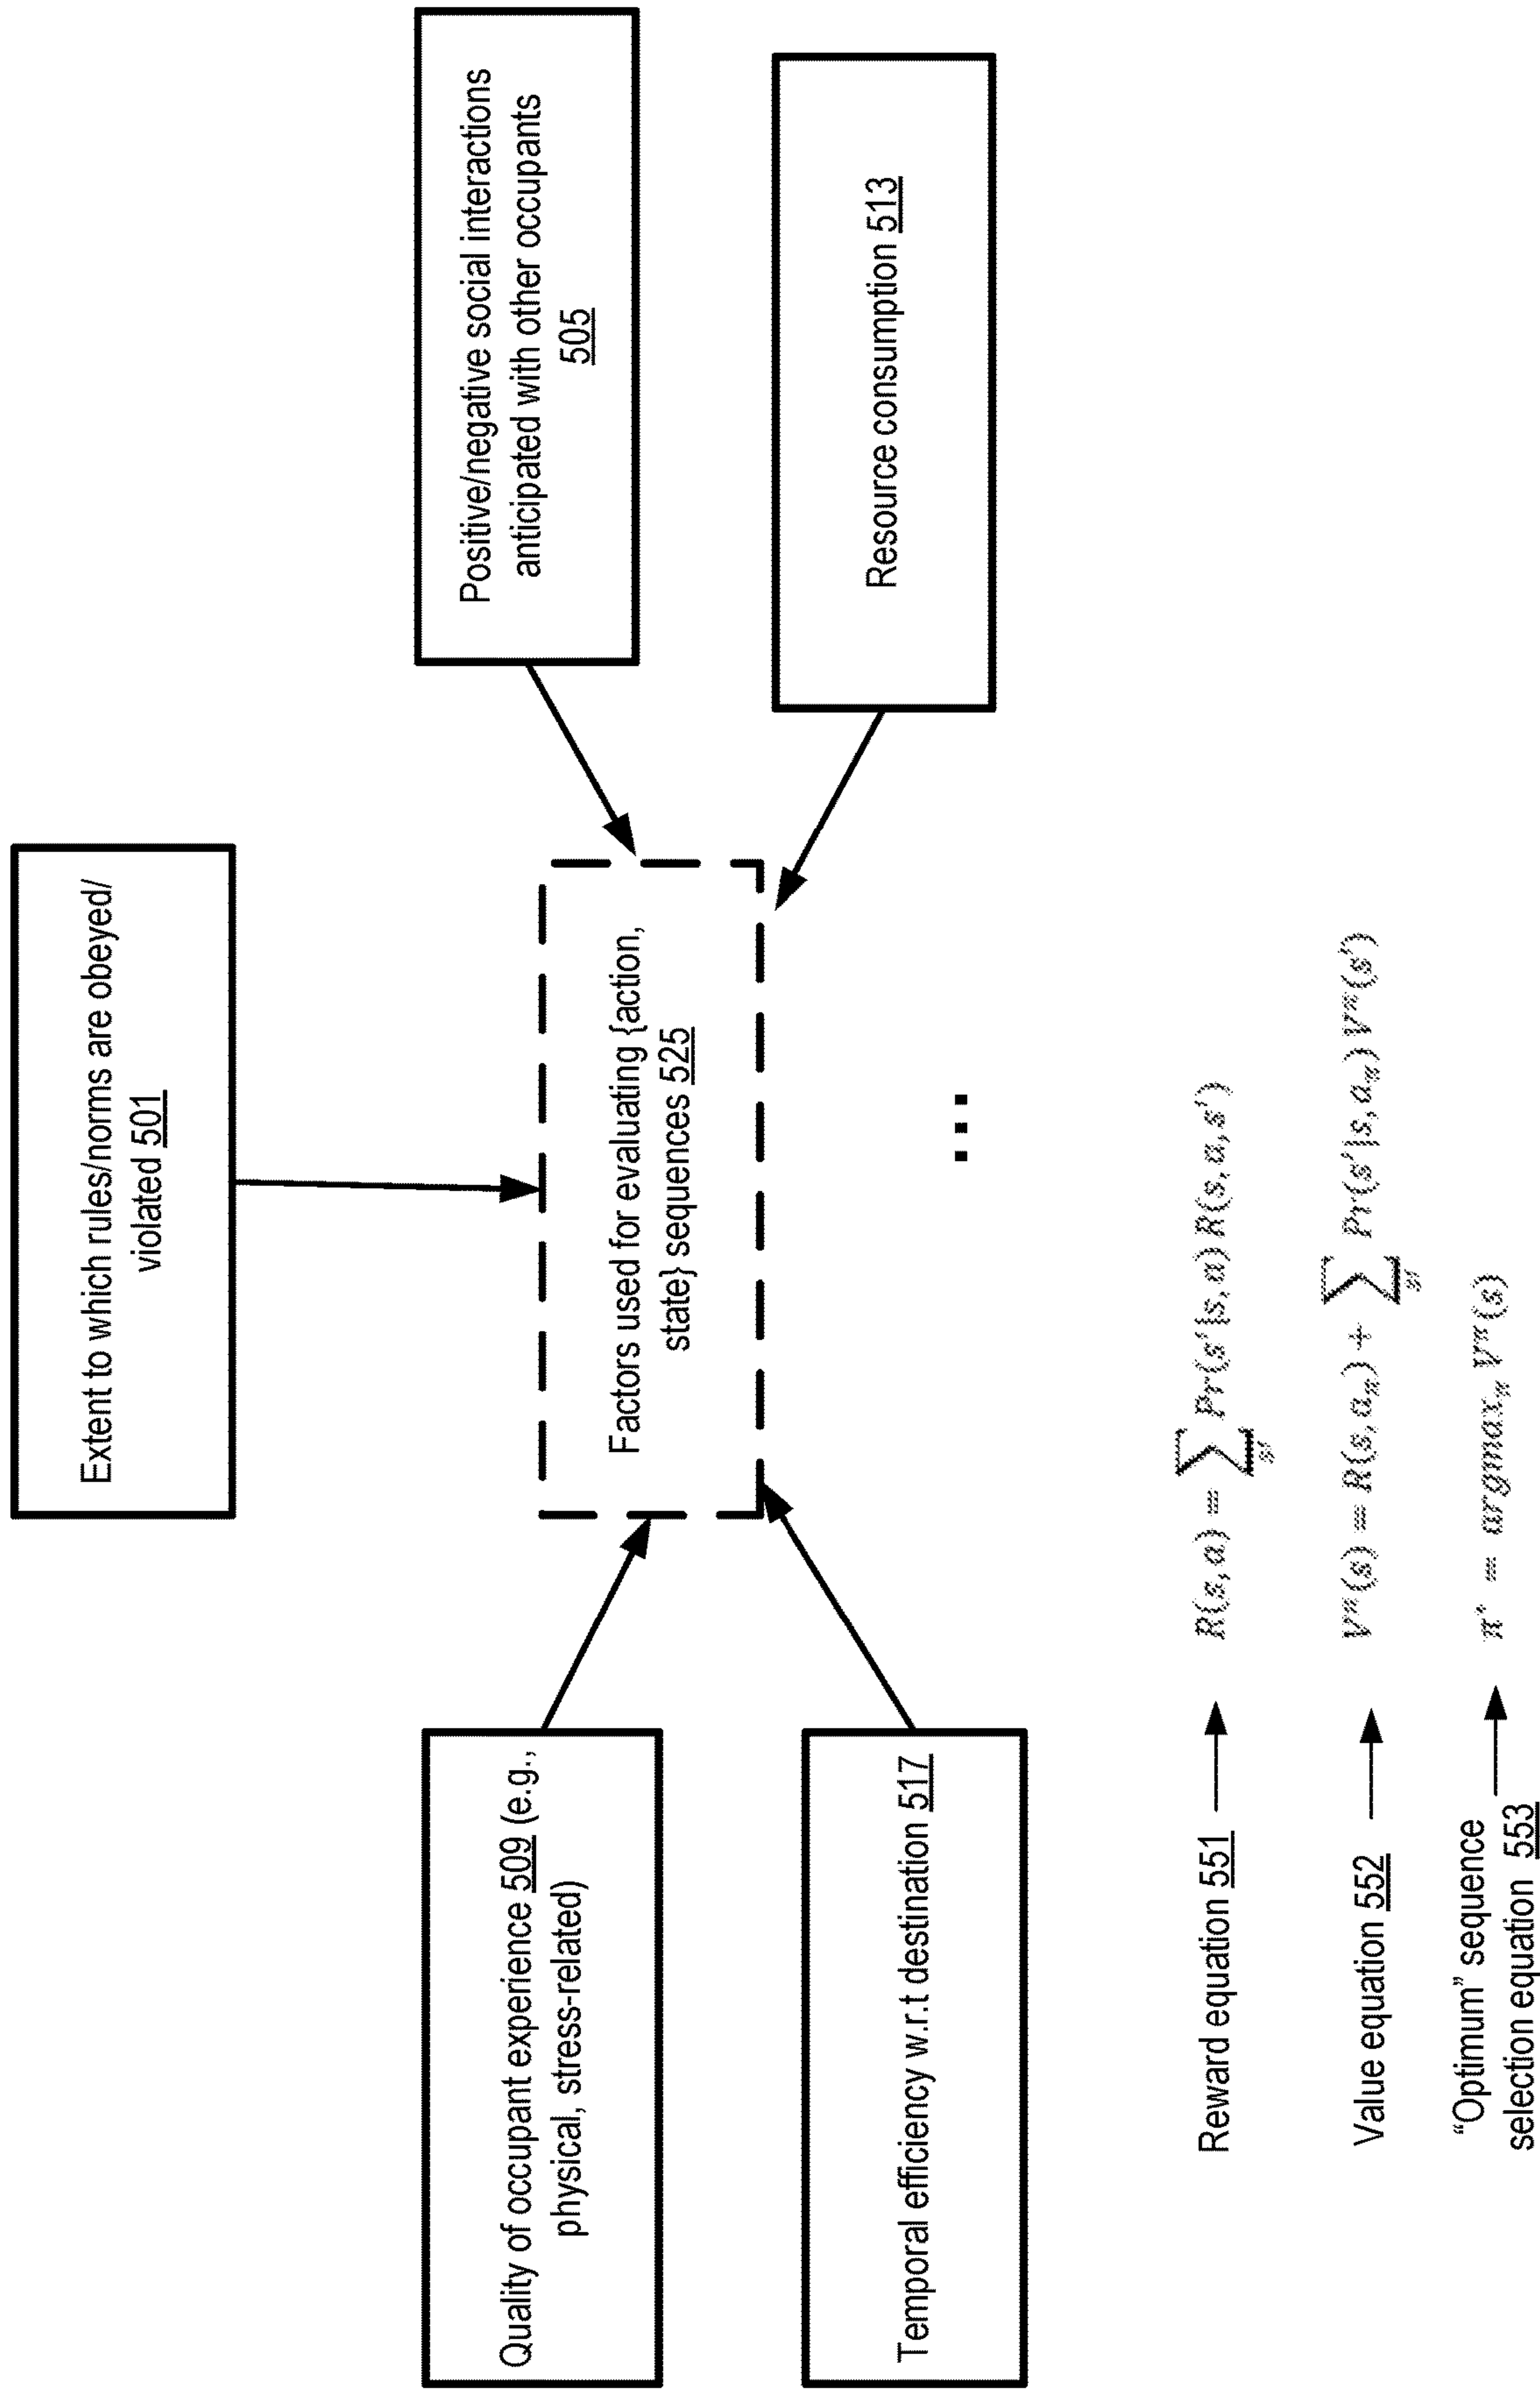 Extent to which rules/norms are obeyed/
violated 501
Quality of occupant experience 509 (e.g.,
physical, stress-related)
Positive/negative social interactions
anticipated with other occupants
505
Factors used for evaluating {action,
state} sequences 525
Temporal efficiency w.r.t destination 517
Resource consumption 513
...
Reward equation 551 → R(s, a) = ∑s′ Pr(s′|s, a) R(s, a, s′)
Value equation 552 → Vπ(s) = R(s, aπ) + ∑s′ Pr(s′|s, aπ) Vπ(s′)
“Optimum” sequence
selection equation 553 → π* = argmaxπ Vπ(s)